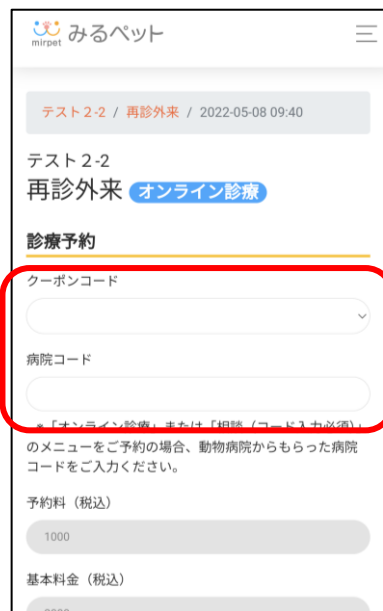 mirpet みるペット
テスト2-2 / 再診外来 / 2022-05-08 09:40
テスト2-2
再診外来 オンライン診療
診療予約
クーポンコード
病院コード
※「オンライン診療」または「相談（コード入力必須）」
のメニューをご予約の場合、動物病院からもらった病院
コードをご入力ください。
予約料（税込）
1000
基本料金（税込）